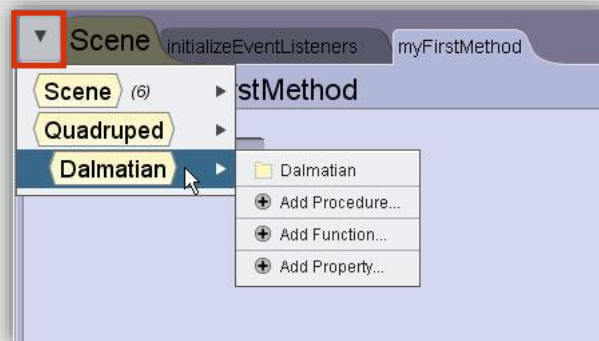 Scene initializeEventListeners myFirstMethod
Scene (6)
stMethod
Quadruped
Dalmatian
Dalmatian
Add Procedure...
Add Function...
Add Property...